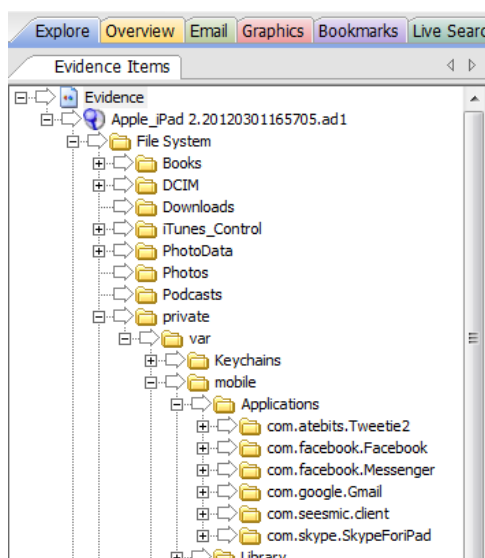 Explore Overview Email Graphics Bookmarks Live Searc
Evidence Items
Evidence
Apple_iPad 2.20120301165705.ad1
File System
Books
DCIM
Downloads
iTunes_Control
PhotoData
Photos
Podcasts
private
var
Keychains
mobile
Applications
com.atebits.Tweetie2
com.facebook.Facebook
com.facebook.Messenger
com.google.Gmail
com.seesmic.client
com.skype.SkypeForiPad
Library